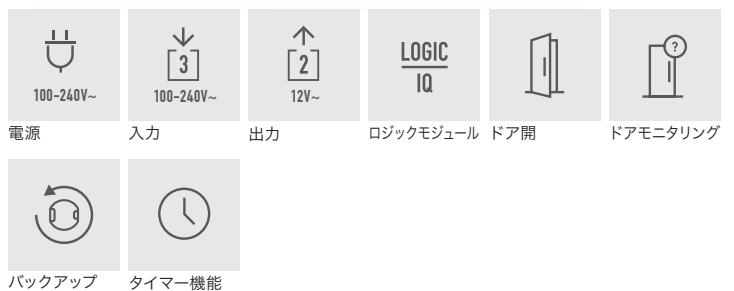 100-240V~
電源
3
100-240V~
入力
2
12V~
出力
LOGIC
IQ
ロジックモジュール
ドア開
?
ドアモニタリング
バックアップ
タイマー機能